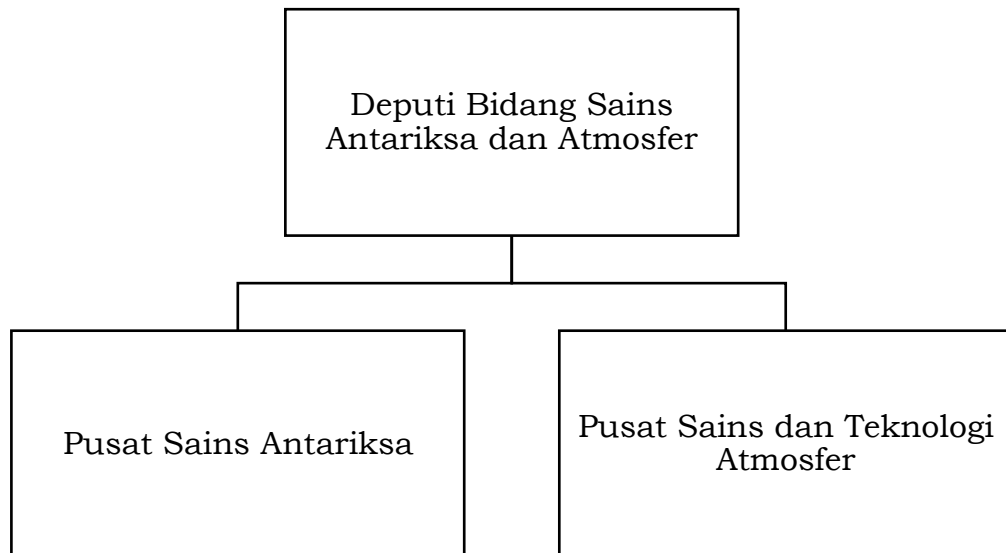 Deputi Bidang Sains
Antariksa dan Atmosfer
Pusat Sains Antariksa
Pusat Sains dan Teknologi
Atmosfer